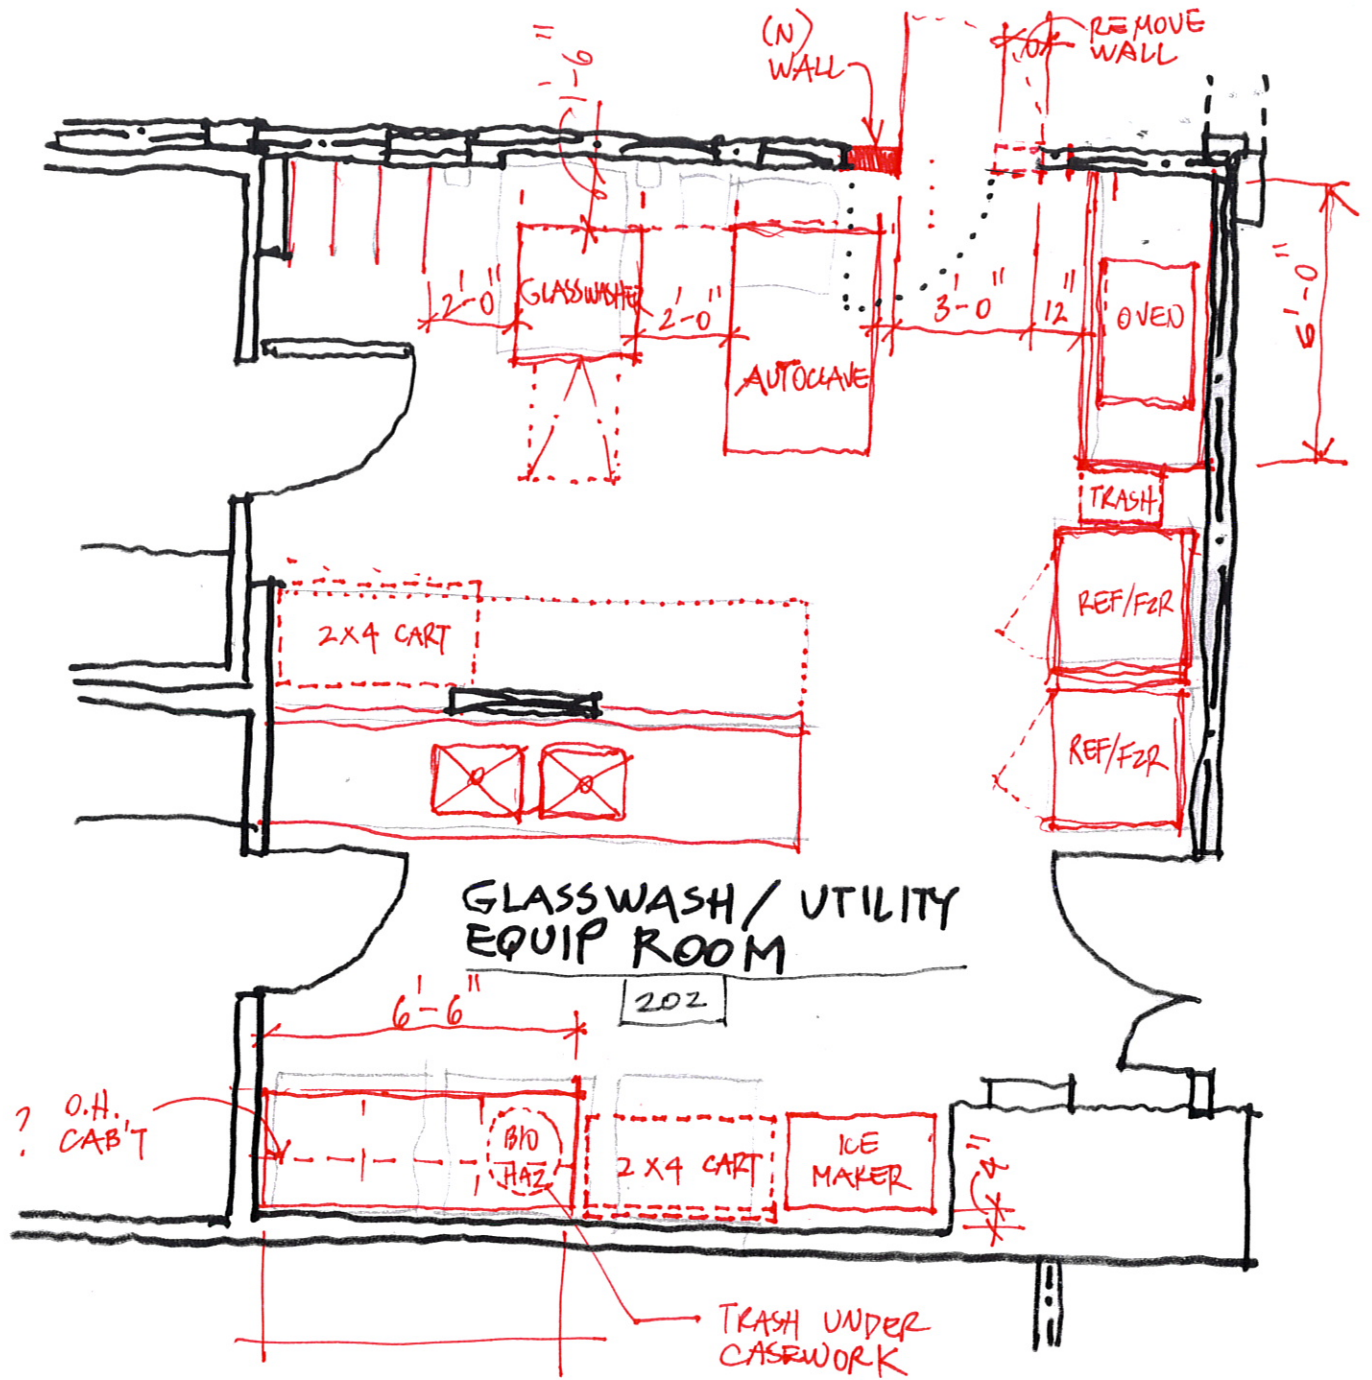 1'-6"
(N)
WALL
REMOVE
WALL
2'-0"
GLASSWASHER
2'-0"
AUTOCLAVE
3'-0"
12"
OVEN
6'-0"
TRASH
REF/FZR
REF/FZR
2X4 CART
GLASSWASH/ UTILITY
EQUIP ROOM
202
6'-6"
? O.H.
CAB'T
BIO
HAZ
2X4 CART
ICE
MAKER
4"
TRASH UNDER
CASEWORK